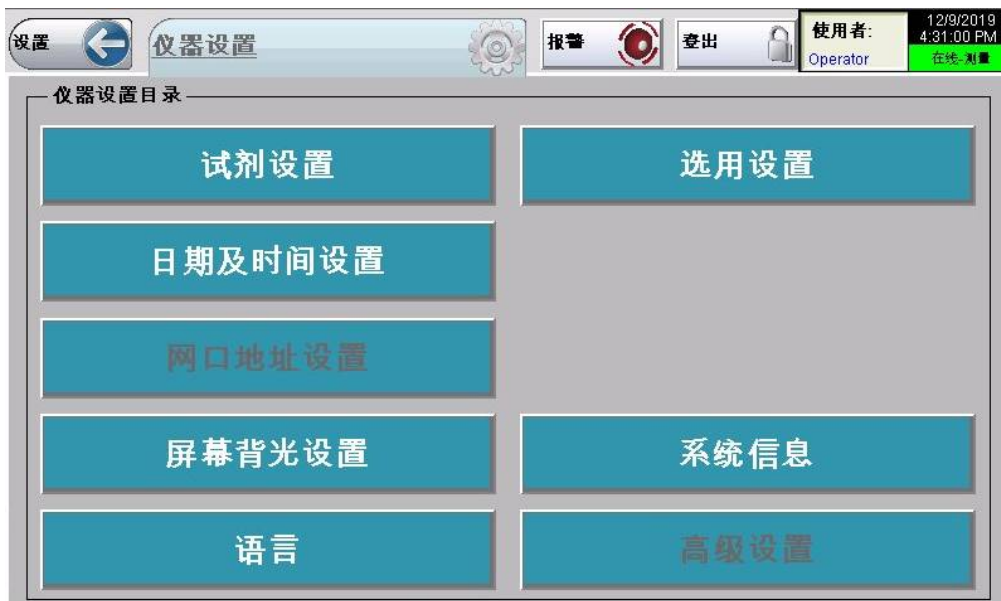 设置
仪器设置
报警
登出
使用者:
Operator
12/9/2019
4:31:00 PM
在线-测量
仪器设置目录
试剂设置
选用设置
日期及时间设置
网口地址设置
屏幕背光设置
系统信息
语言
高级设置